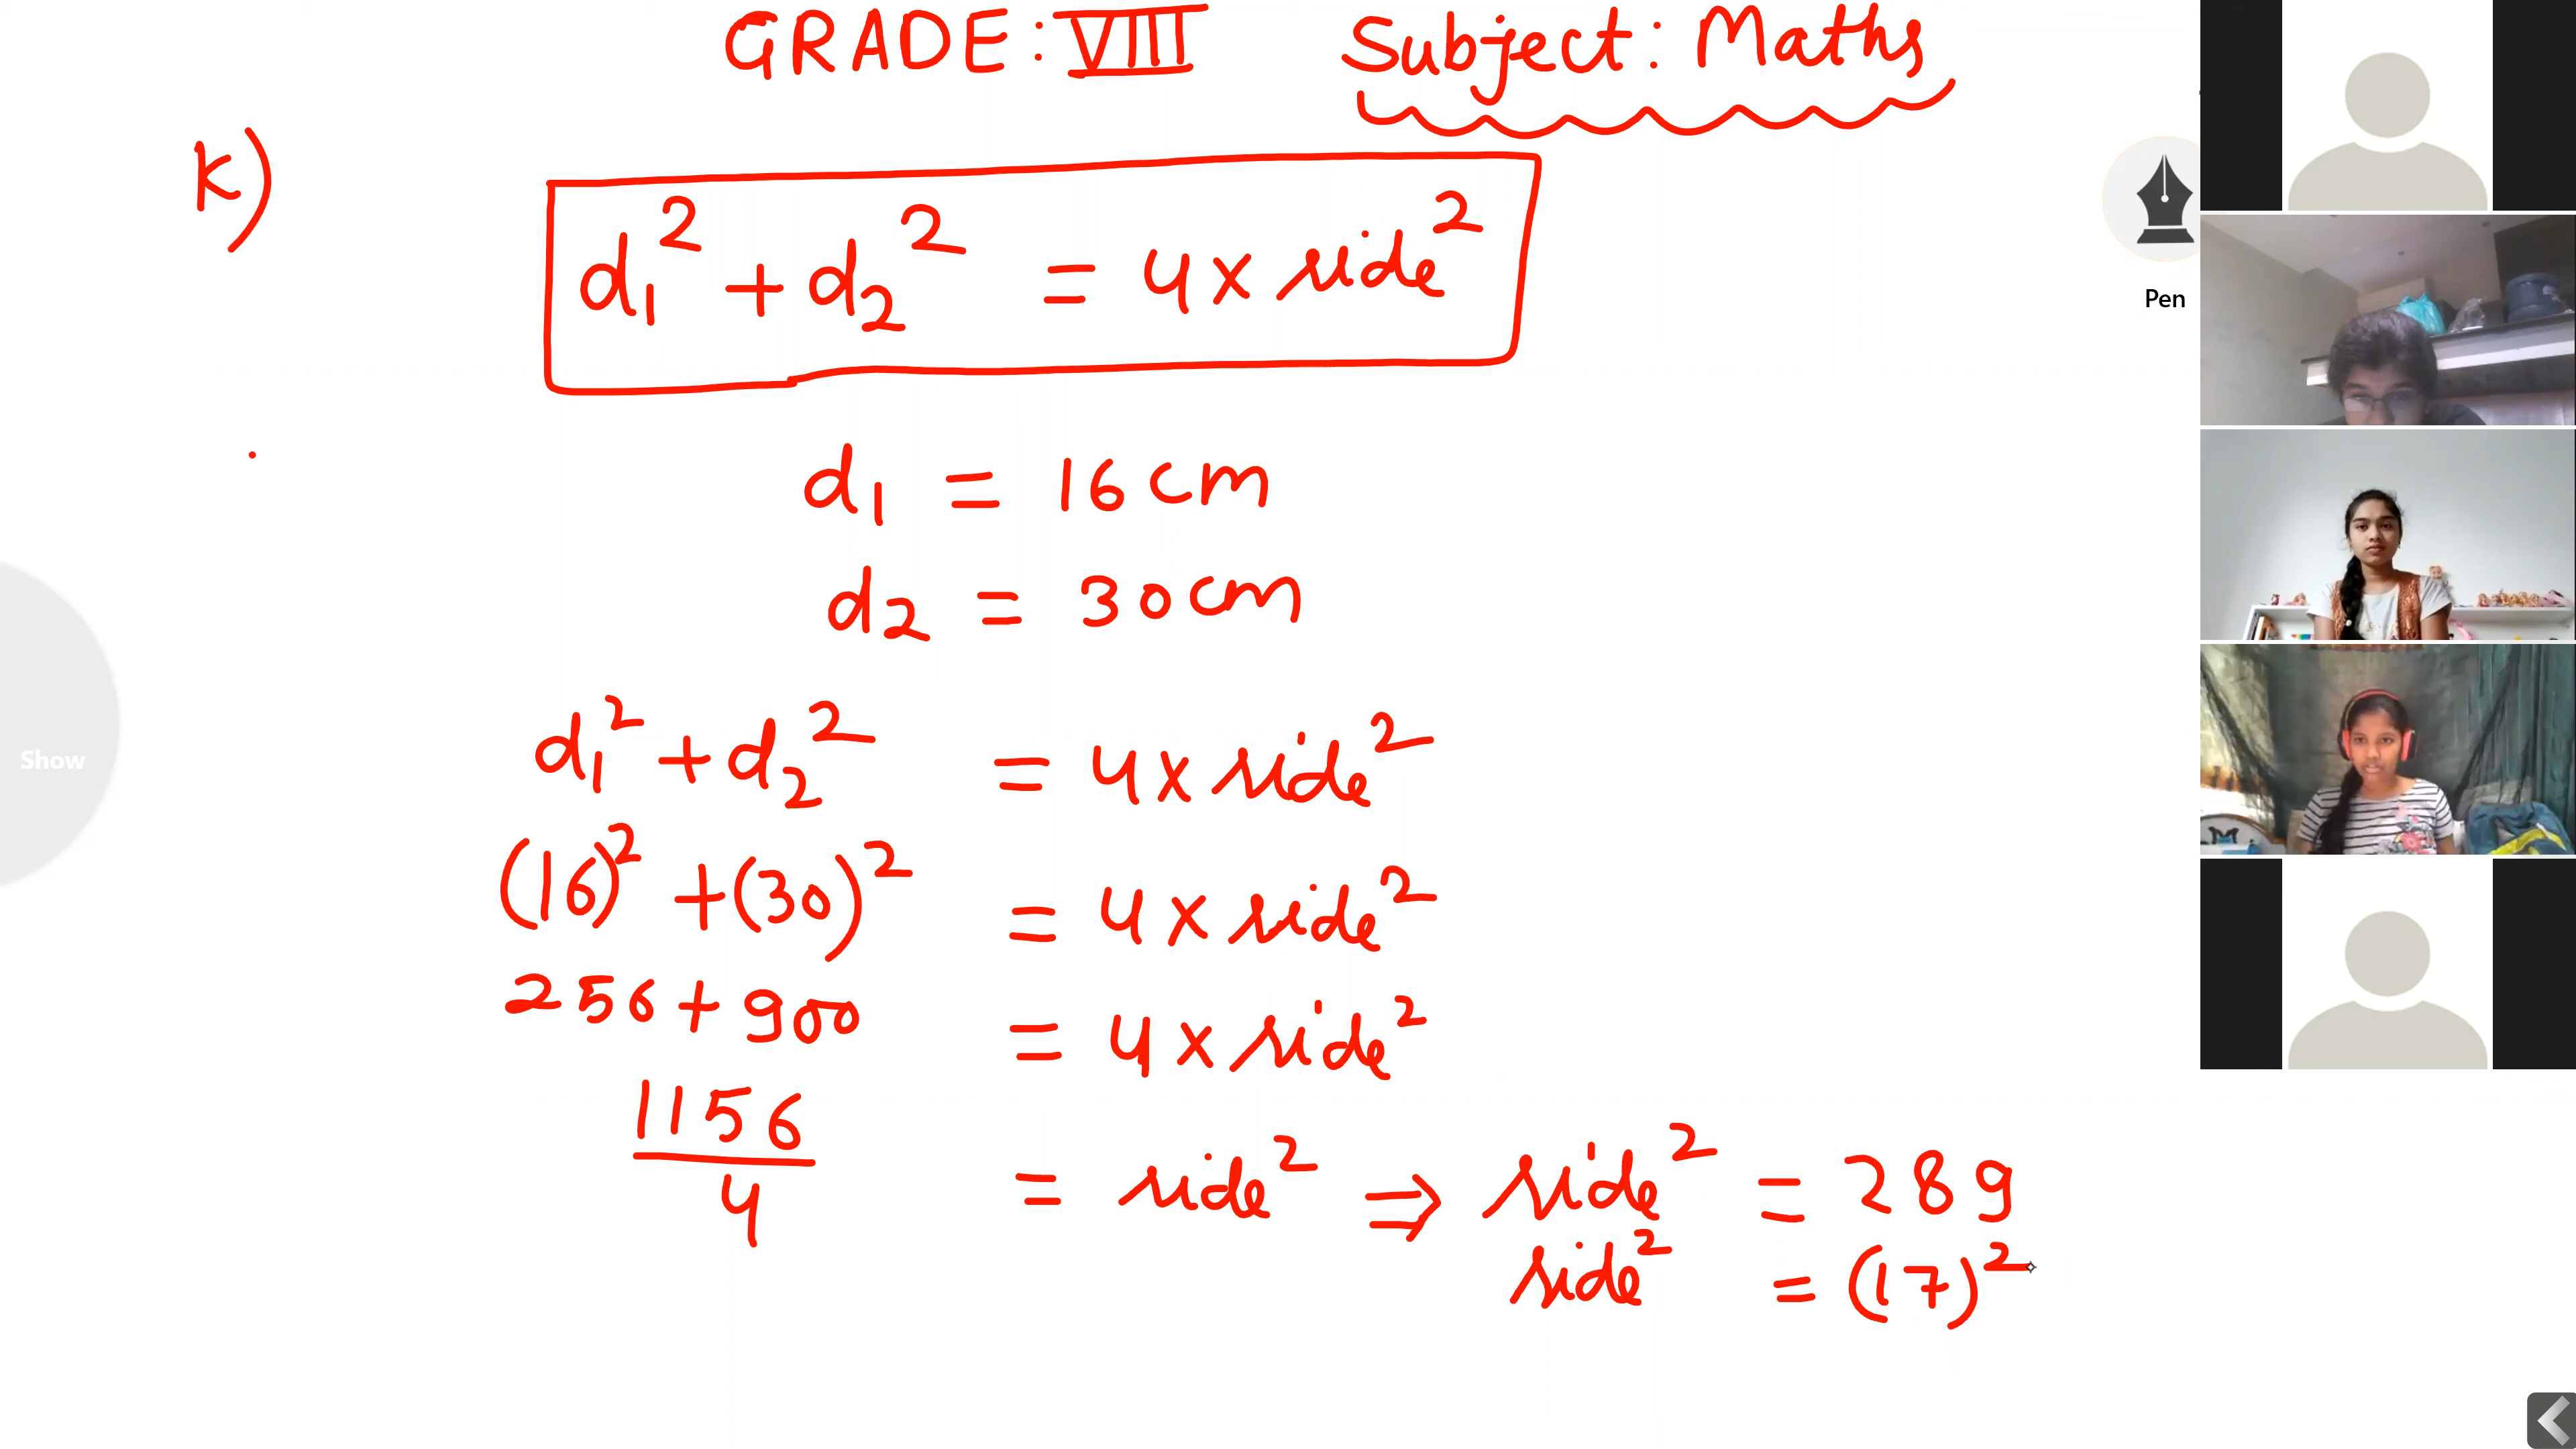 GRADE: VIII Subject: Maths
K)
d₁² + d₂² = 4 x side²
Pen
d₁ = 16 cm
d₂ = 30 cm
Show
d₁² + d₂² = 4 x side²
(16)² + (30)² = 4 x side²
256 + 900 = 4 x side²
1156/4 = side² ⇒ side² = 289
side² = (17)²